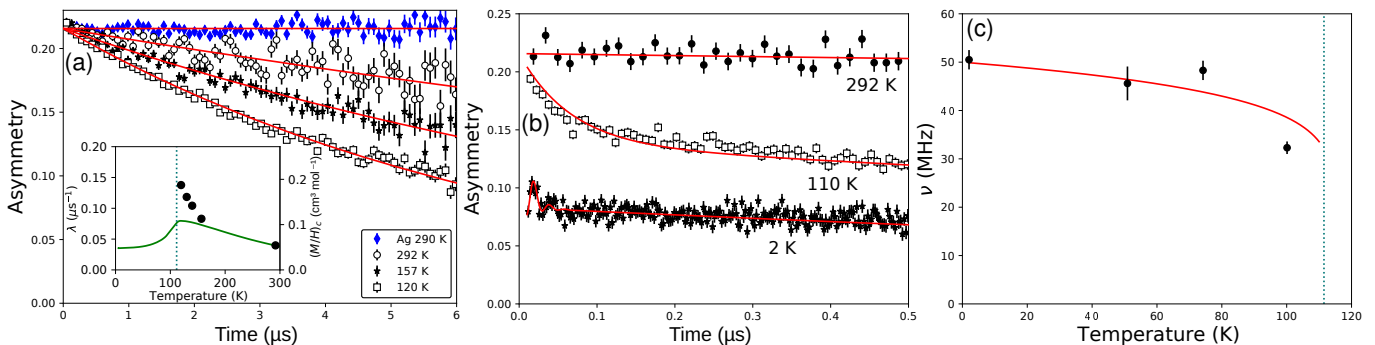 (a)
Asymmetry
0.20
0.15
0.10
0.05
0.00
0 1 2 3 4 5 6
Time (μs)
λ (μs⁻¹)
0.20
0.15
0.10
0.05
0.00
0 100 200 300
Temperature (K)
0.2
0.1
0.0
(M/H)ξ (cm³ mol⁻¹)
Ag 290 K
292 K
157 K
120 K
(b)
Asymmetry
0.25
0.20
0.15
0.10
0.05
0.00
0.0 0.1 0.2 0.3 0.4 0.5
Time (μs)
292 K
110 K
2 K
(c)
ν (MHz)
60
50
40
30
20
10
0
0 20 40 60 80 100 120
Temperature (K)